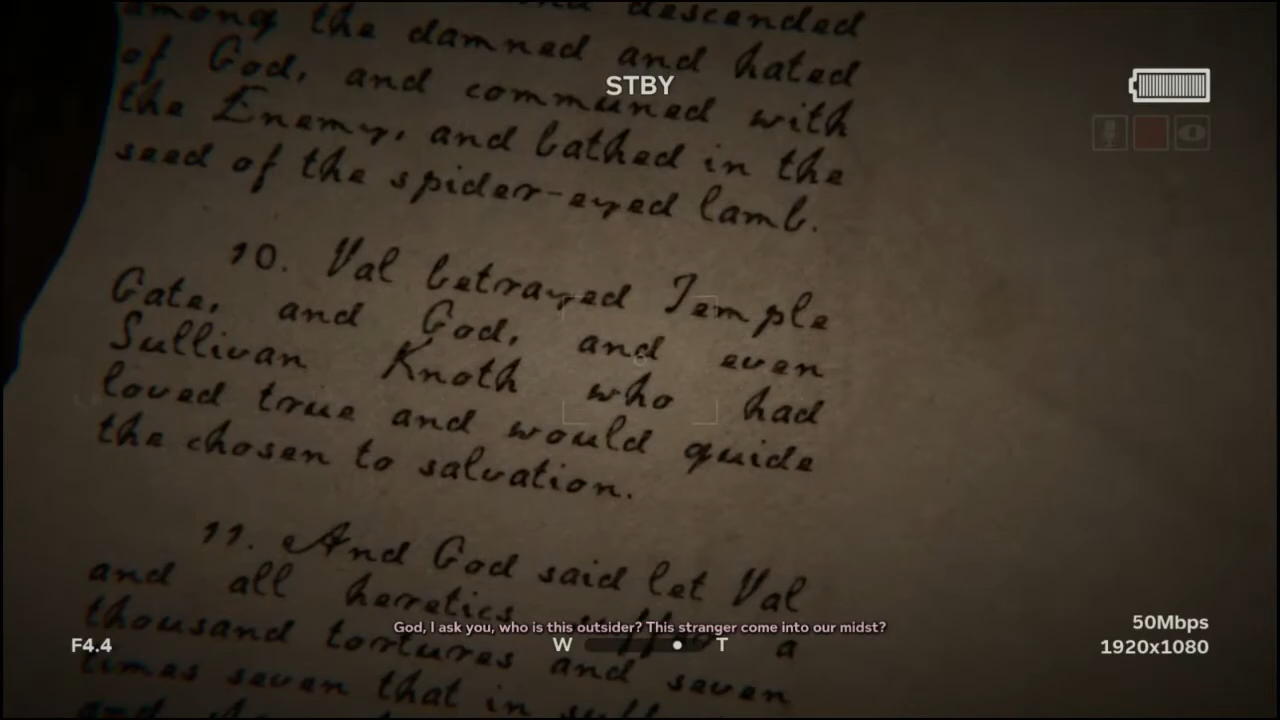 descended
among the damned and hated
of God, and communed with
the Enemy, and bathed in the
seed of the spider-eyed lamb.
10. Val betrayed Temple
Gate, and God, and even
Sullivan Knoth who had
loved true and would guide
the chosen to salvation.
11. And God said let Val
and all heretics suffer a
thousand tortures and seven
times seven that in
STBY
God, I ask you, who is this outsider? This stranger come into our midst?
F4.4
W
T
50Mbps
1920x1080